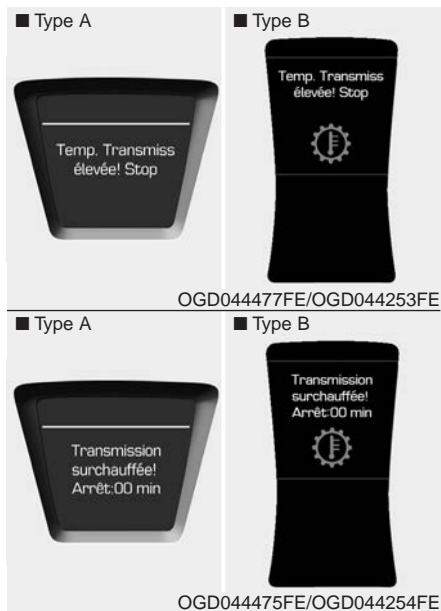 ■ Type A
■ Type B
Temp. Transmiss
élevée! Stop
Temp. Transmiss
élevée! Stop
OGD044477FE/OGD044253FE
■ Type A
■ Type B
Transmission
surchauffée!
Arrêt:00 min
Transmission
surchauffée!
Arrêt:00 min
OGD044475FE/OGD044254FE